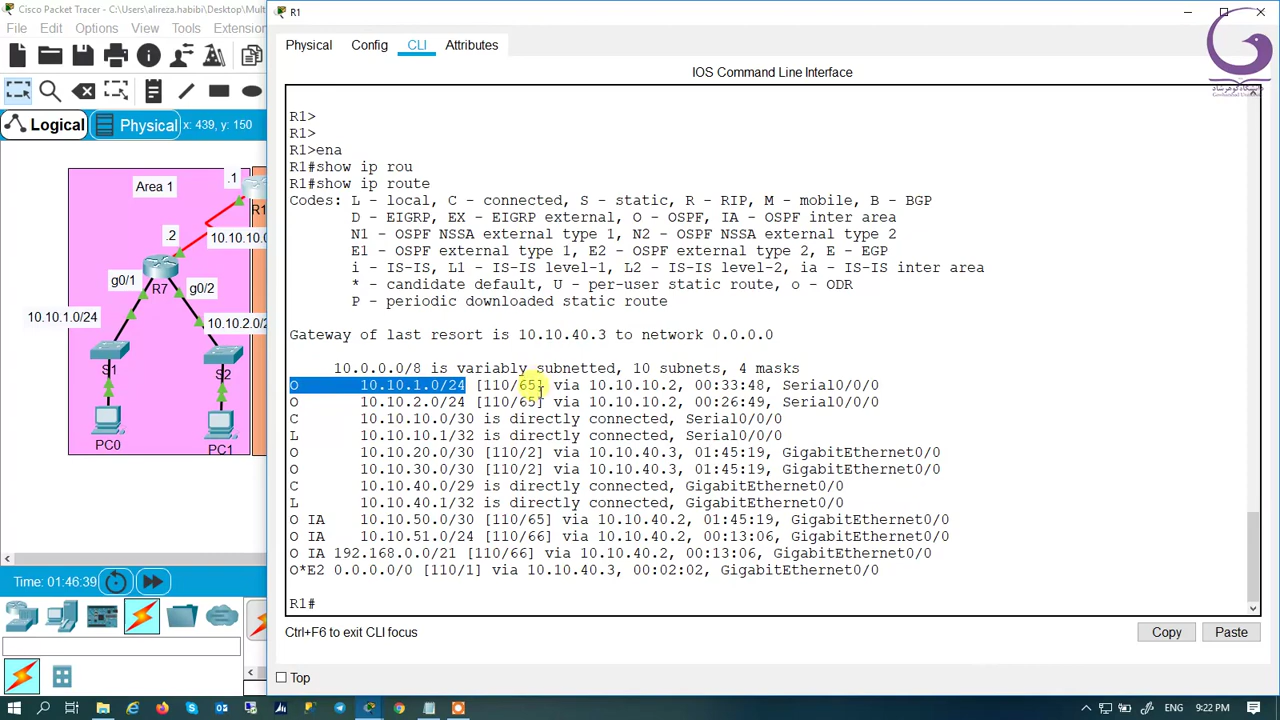 Cisco Packet Tracer - C:\Users\alireza.habibi\Desktop\Mult
File Edit Options View Tools Extension
Logical
Physical
x: 439, y: 150
Area 1
.1
R1
.2
10.10.10.0
g0/1
R7
g0/2
10.10.1.0/24
10.10.2.0/2
S1
S2
PC0
PC1
Time: 01:46:39
R1
Physical Config CLI Attributes
IOS Command Line Interface
R1>
R1>
R1>ena
R1#show ip rou
R1#show ip route
Codes: L - local, C - connected, S - static, R - RIP, M - mobile, B - BGP
D - EIGRP, EX - EIGRP external, O - OSPF, IA - OSPF inter area
N1 - OSPF NSSA external type 1, N2 - OSPF NSSA external type 2
E1 - OSPF external type 1, E2 - OSPF external type 2, E - EGP
i - IS-IS, L1 - IS-IS level-1, L2 - IS-IS level-2, ia - IS-IS inter area
* - candidate default, U - per-user static route, o - ODR
P - periodic downloaded static route
Gateway of last resort is 10.10.40.3 to network 0.0.0.0
10.0.0.0/8 is variably subnetted, 10 subnets, 4 masks
O 10.10.1.0/24 [110/65] via 10.10.10.2, 00:33:48, Serial0/0/0
O 10.10.2.0/24 [110/65] via 10.10.10.2, 00:26:49, Serial0/0/0
C 10.10.10.0/30 is directly connected, Serial0/0/0
L 10.10.10.1/32 is directly connected, Serial0/0/0
O 10.10.20.0/30 [110/2] via 10.10.40.3, 01:45:19, GigabitEthernet0/0
O 10.10.30.0/30 [110/2] via 10.10.40.3, 01:45:19, GigabitEthernet0/0
C 10.10.40.0/29 is directly connected, GigabitEthernet0/0
L 10.10.40.1/32 is directly connected, GigabitEthernet0/0
O IA 10.10.50.0/30 [110/65] via 10.10.40.2, 01:45:19, GigabitEthernet0/0
O IA 10.10.51.0/24 [110/66] via 10.10.40.2, 00:13:06, GigabitEthernet0/0
O IA 192.168.0.0/21 [110/66] via 10.10.40.2, 00:13:06, GigabitEthernet0/0
O*E2 0.0.0.0/0 [110/1] via 10.10.40.3, 00:02:02, GigabitEthernet0/0
R1#
Ctrl+F6 to exit CLI focus
Copy Paste
Top
دانشگاه گوهرشاد
9:22 PM